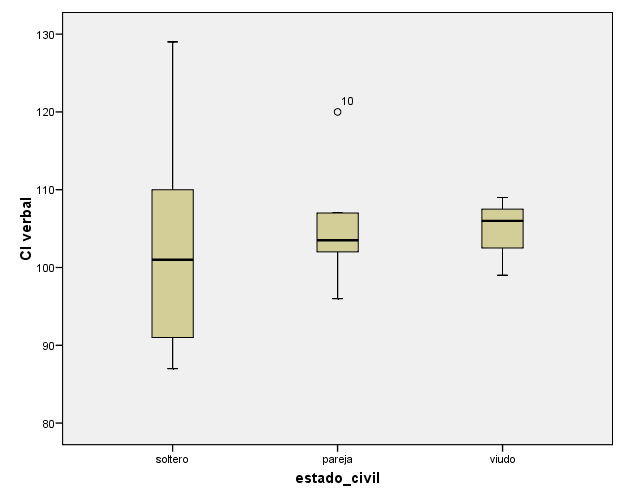 130
120
110
100
90
80
CI verbal
10
soltero
pareja
viudo
estado_civil